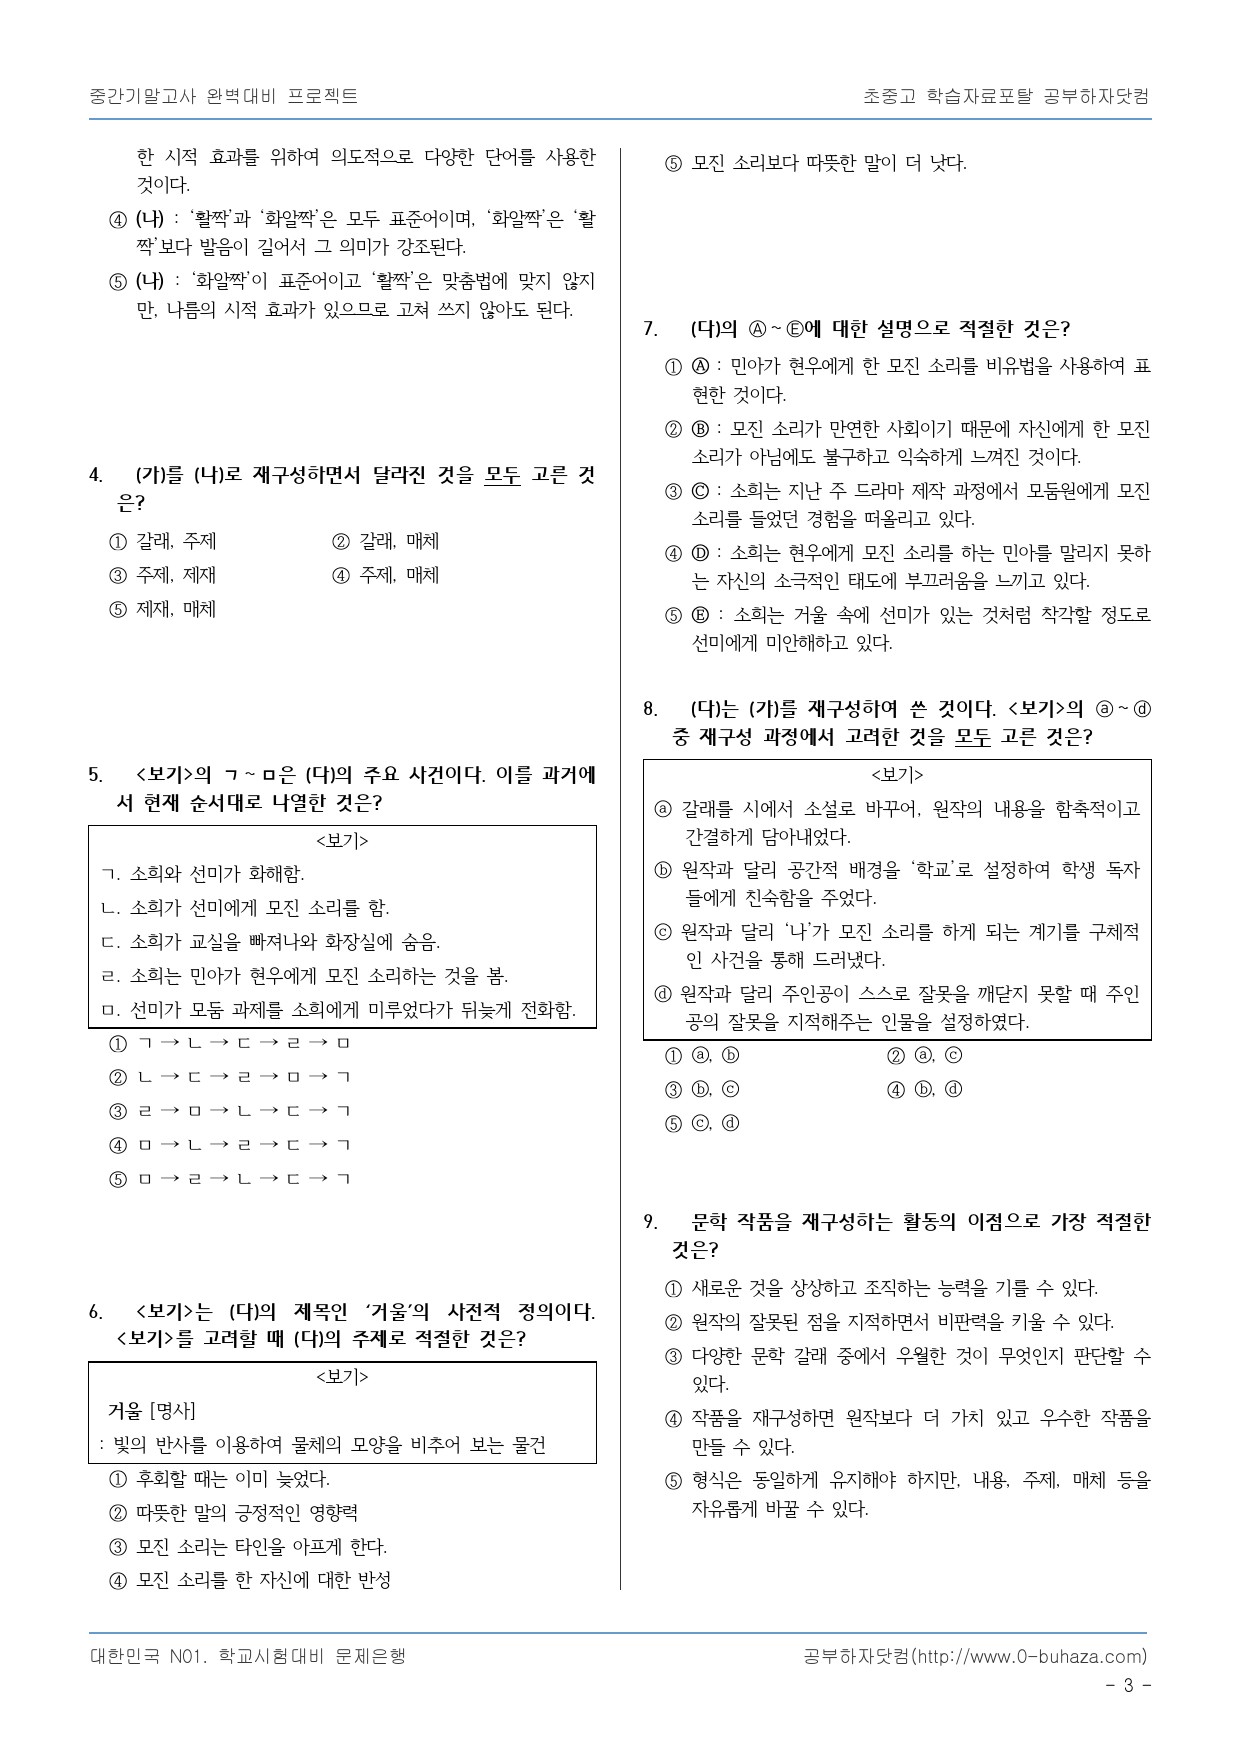 중간기말고사 완벽대비 프로젝트
초중고 학습자료포탈 공부하자닷컴
한 시적 효과를 위하여 의도적으로 다양한 단어를 사용한
것이다.
④ (나) : ‘활짝’과 ‘화알짝’은 모두 표준어이며, ‘화알짝’은 ‘활
짝’보다 발음이 길어서 그 의미가 강조된다.
⑤ (나) : ‘화알짝’이 표준어이고 ‘활짝’은 맞춤법에 맞지 않지
만, 나름의 시적 효과가 있으므로 고쳐 쓰지 않아도 된다.
4. (가)를 (나)로 재구성하면서 달라진 것을 모두 고른 것
은?
① 갈래, 주제 ② 갈래, 매체
③ 주제, 제재 ④ 주제, 매체
⑤ 제재, 매체
5. <보기>의 ㄱ~ㅁ은 (다)의 주요 사건이다. 이를 과거에
서 현재 순서대로 나열한 것은?
<보기>
ㄱ. 소희와 선미가 화해함.
ㄴ. 소희가 선미에게 모진 소리를 함.
ㄷ. 소희가 교실을 빠져나와 화장실에 숨음.
ㄹ. 소희는 민아가 현우에게 모진 소리하는 것을 봄.
ㅁ. 선미가 모둠 과제를 소희에게 미루었다가 뒤늦게 전화함.
① ㄱ → ㄴ → ㄷ → ㄹ → ㅁ
② ㄴ → ㄷ → ㄹ → ㅁ → ㄱ
③ ㄹ → ㅁ → ㄴ → ㄷ → ㄱ
④ ㅁ → ㄴ → ㄹ → ㄷ → ㄱ
⑤ ㅁ → ㄹ → ㄴ → ㄷ → ㄱ
6. <보기>는 (다)의 제목인 ‘거울’의 사전적 정의이다.
<보기>를 고려할 때 (다)의 주제로 적절한 것은?
<보기>
거울 [명사]
: 빛의 반사를 이용하여 물체의 모양을 비추어 보는 물건
① 후회할 때는 이미 늦었다.
② 따뜻한 말의 긍정적인 영향력
③ 모진 소리는 타인을 아프게 한다.
④ 모진 소리를 한 자신에 대한 반성
⑤ 모진 소리보다 따뜻한 말이 더 낫다.
7. (다)의 Ⓐ~Ⓔ에 대한 설명으로 적절한 것은?
① Ⓐ : 민아가 현우에게 한 모진 소리를 비유법을 사용하여 표
현한 것이다.
② Ⓑ : 모진 소리가 만연한 사회이기 때문에 자신에게 한 모진
소리가 아님에도 불구하고 익숙하게 느껴진 것이다.
③ Ⓒ : 소희는 지난 주 드라마 제작 과정에서 모둠원에게 모진
소리를 들었던 경험을 떠올리고 있다.
④ Ⓓ : 소희는 현우에게 모진 소리를 하는 민아를 말리지 못하
는 자신의 소극적인 태도에 부끄러움을 느끼고 있다.
⑤ Ⓔ : 소희는 거울 속에 선미가 있는 것처럼 착각할 정도로
선미에게 미안해하고 있다.
8. (다)는 (가)를 재구성하여 쓴 것이다. <보기>의 ⓐ~ⓓ
중 재구성 과정에서 고려한 것을 모두 고른 것은?
<보기>
ⓐ 갈래를 시에서 소설로 바꾸어, 원작의 내용을 함축적이고
간결하게 담아내었다.
ⓑ 원작과 달리 공간적 배경을 ‘학교’로 설정하여 학생 독자
들에게 친숙함을 주었다.
ⓒ 원작과 달리 ‘나’가 모진 소리를 하게 되는 계기를 구체적
인 사건을 통해 드러냈다.
ⓓ 원작과 달리 주인공이 스스로 잘못을 깨닫지 못할 때 주인
공의 잘못을 지적해주는 인물을 설정하였다.
① ⓐ, ⓑ ② ⓐ, ⓒ
③ ⓑ, ⓒ ④ ⓑ, ⓓ
⑤ ⓒ, ⓓ
9. 문학 작품을 재구성하는 활동의 이점으로 가장 적절한
것은?
① 새로운 것을 상상하고 조직하는 능력을 기를 수 있다.
② 원작의 잘못된 점을 지적하면서 비판력을 키울 수 있다.
③ 다양한 문학 갈래 중에서 우월한 것이 무엇인지 판단할 수
있다.
④ 작품을 재구성하면 원작보다 더 가치 있고 우수한 작품을
만들 수 있다.
⑤ 형식은 동일하게 유지해야 하지만, 내용, 주제, 매체 등을
자유롭게 바꿀 수 있다.
대한민국 N01. 학교시험대비 문제은행
공부하자닷컴(http://www.0-buhaza.com)
- 3 -